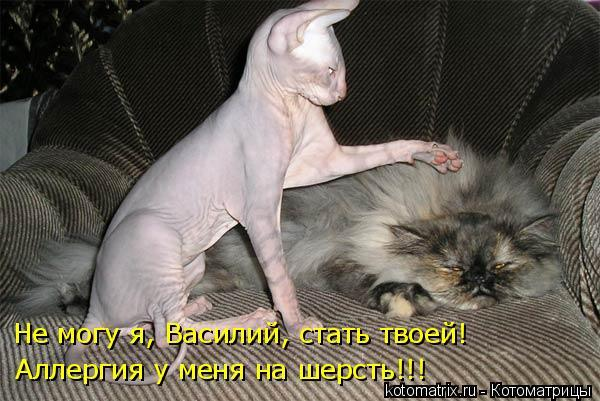 Не могу я, Василий, стать твоей!
Аллергия у меня на шерсть!!!
kotomatrix.ru - Котоматрицы